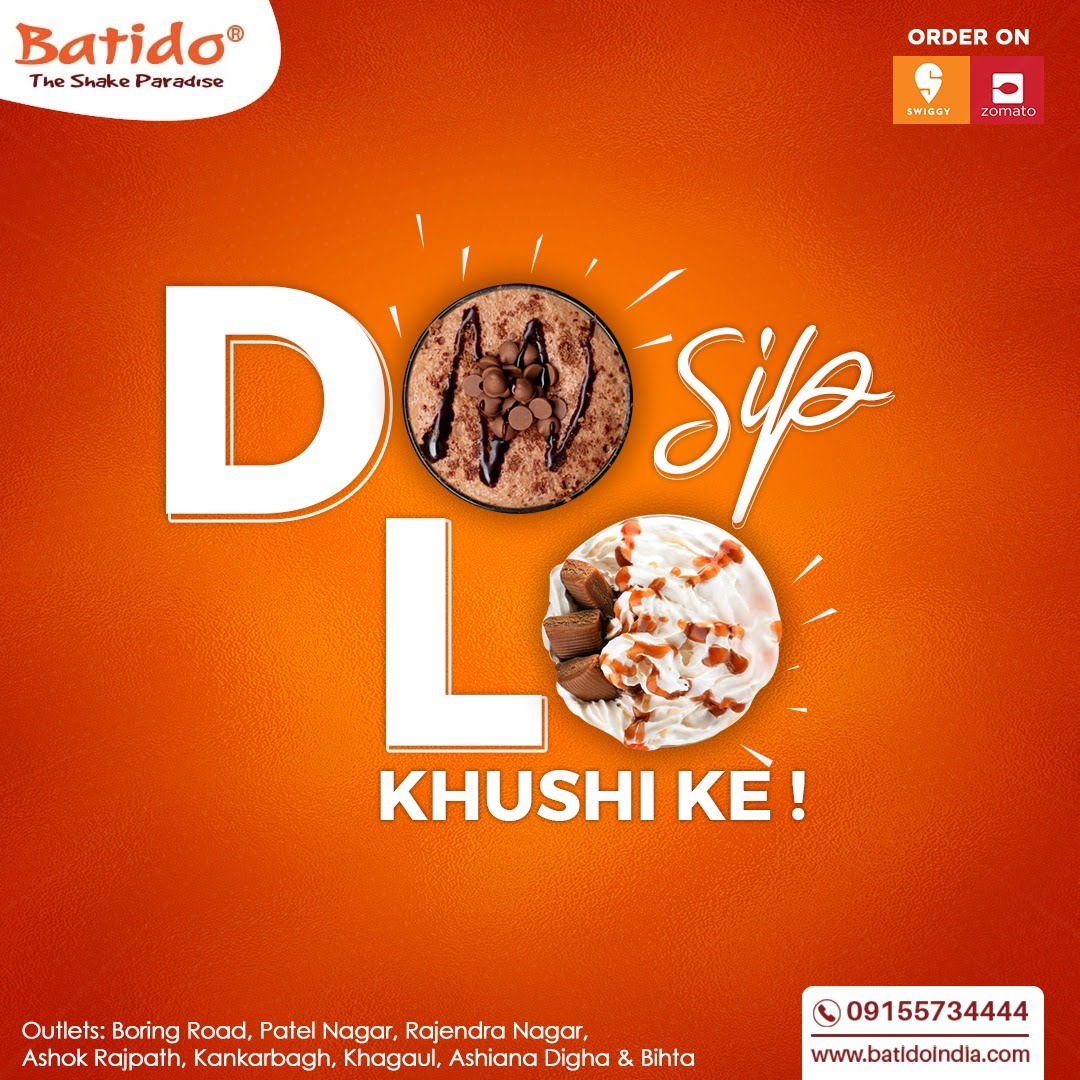 Batido®
The Shake Paradise
ORDER ON
SWIGGY zomato
DO Sip
LO
KHUSHI KE !
Outlets: Boring Road, Patel Nagar, Rajendra Nagar,
Ashok Rajpath, Kankarbagh, Khagaul, Ashiana Digha & Bihta
09155734444
www.batidoindia.com